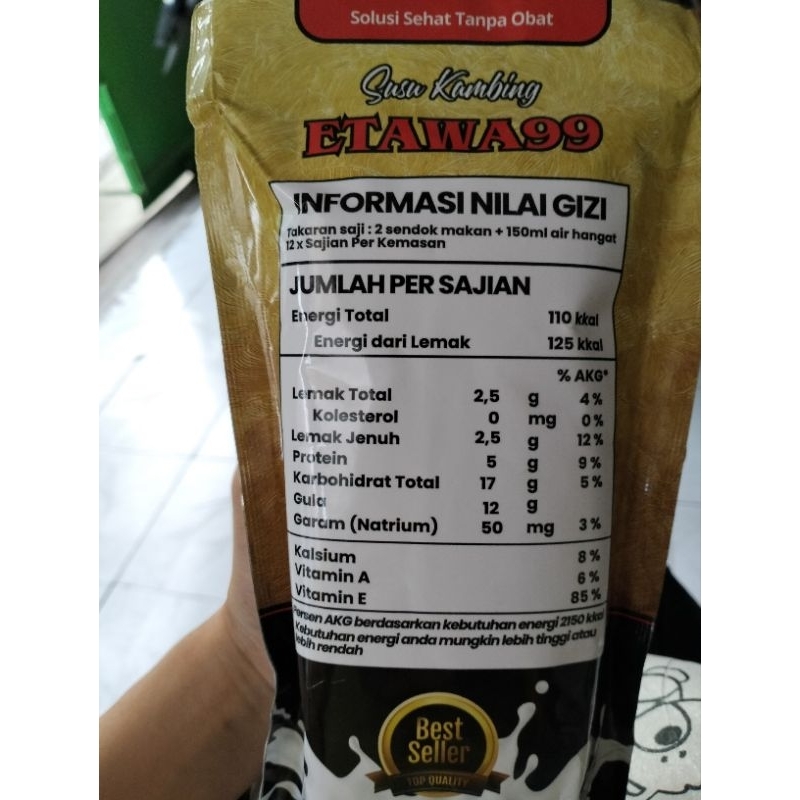 Solusi Sehat Tanpa Obat
Susu Kambing
ETAWA99
INFORMASI NILAI GIZI
Takaran saji : 2 sendok makan + 150ml air hangat
12 x Sajian Per Kemasan
JUMLAH PER SAJIAN
Energi Total 110 kkal
Energi dari Lemak 125 kkal
% AKG*
Lemak Total 2,5 g 4 %
Kolesterol 0 mg 0 %
Lemak Jenuh 2,5 g 12 %
Protein 5 g 9 %
Karbohidrat Total 17 g 5 %
Gula 12 g
Garam (Natrium) 50 mg 3 %
Kalsium 8 %
Vitamin A 6 %
Vitamin E 85 %
Persen AKG berdasarkan kebutuhan energi 2150 kkal
Kebutuhan energi anda mungkin lebih tinggi atau
lebih rendah
Best
Seller
TOP QUALITY